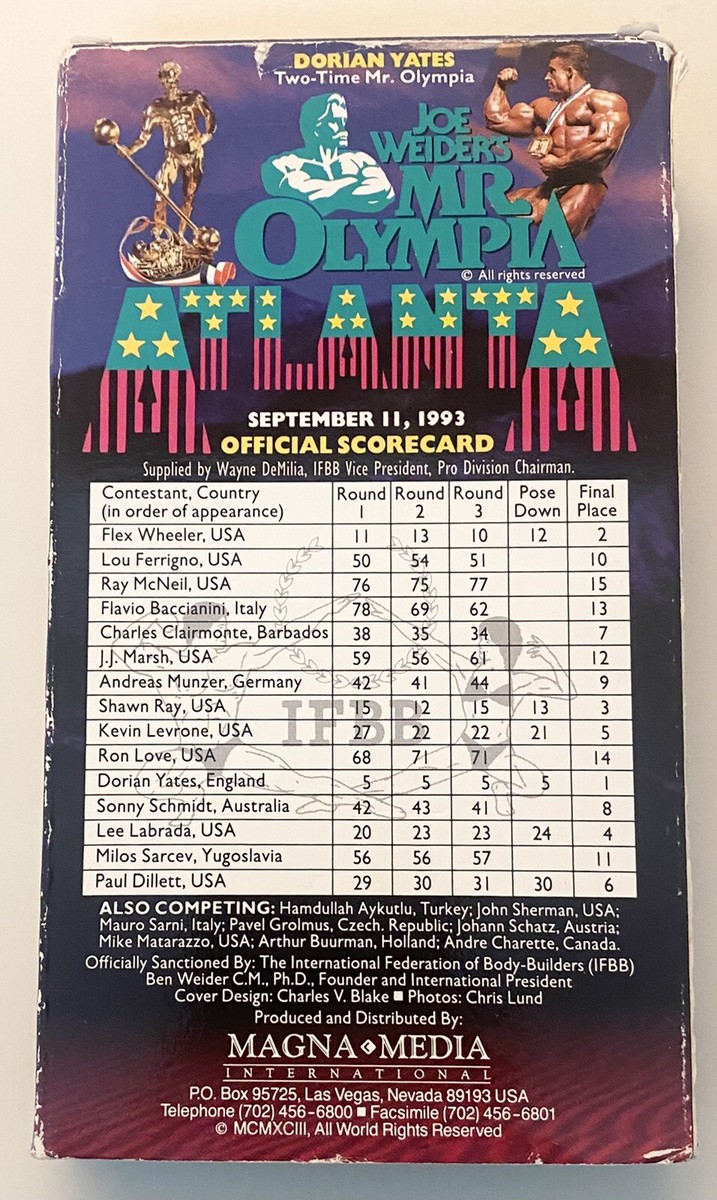 DORIAN YATES
Two-Time Mr. Olympia
JOE
WEIDER'S
MR.
OLYMPIA
© All rights reserved
ATLANTA
SEPTEMBER 11, 1993
OFFICIAL SCORECARD
Supplied by Wayne DeMilia, IFBB Vice President, Pro Division Chairman.
Contestant, Country (in order of appearance) Round 1 Round 2 Round 3 Pose Down Final Place
Flex Wheeler, USA 11 13 10 12 2
Lou Ferrigno, USA 50 54 51 10
Ray McNeil, USA 76 75 77 15
Flavio Baccianini, Italy 78 69 62 13
Charles Clairmonte, Barbados 38 35 34 7
J.J. Marsh, USA 59 56 61 12
Andreas Munzer, Germany 42 41 44 9
Shawn Ray, USA 15 12 15 13 3
Kevin Levrone, USA 27 22 22 21 5
IFBB
Ron Love, USA 68 71 71 14
Dorian Yates, England 5 5 5 5 1
Sonny Schmidt, Australia 42 43 41 8
Lee Labrada, USA 20 23 23 24 4
Milos Sarcev, Yugoslavia 56 56 57 11
Paul Dillett, USA 29 30 31 30 6
ALSO COMPETING: Hamdullah Aykutlu, Turkey; John Sherman, USA;
Mauro Sarni, Italy; Pavel Grolmus, Czech. Republic; Johann Schatz, Austria;
Mike Matarazzo, USA; Arthur Buurman, Holland; Andre Charette, Canada.
Officially Sanctioned By: The International Federation of Body-Builders (IFBB)
Ben Weider C.M., Ph.D., Founder and International President
Cover Design: Charles V. Blake ■ Photos: Chris Lund
Produced and Distributed By:
MAGNA MEDIA
INTERNATIONAL
P.O. Box 95725, Las Vegas, Nevada 89193 USA
Telephone (702) 456-6800 ■ Facsimile (702) 456-6801
© MCMXCIII, All World Rights Reserved